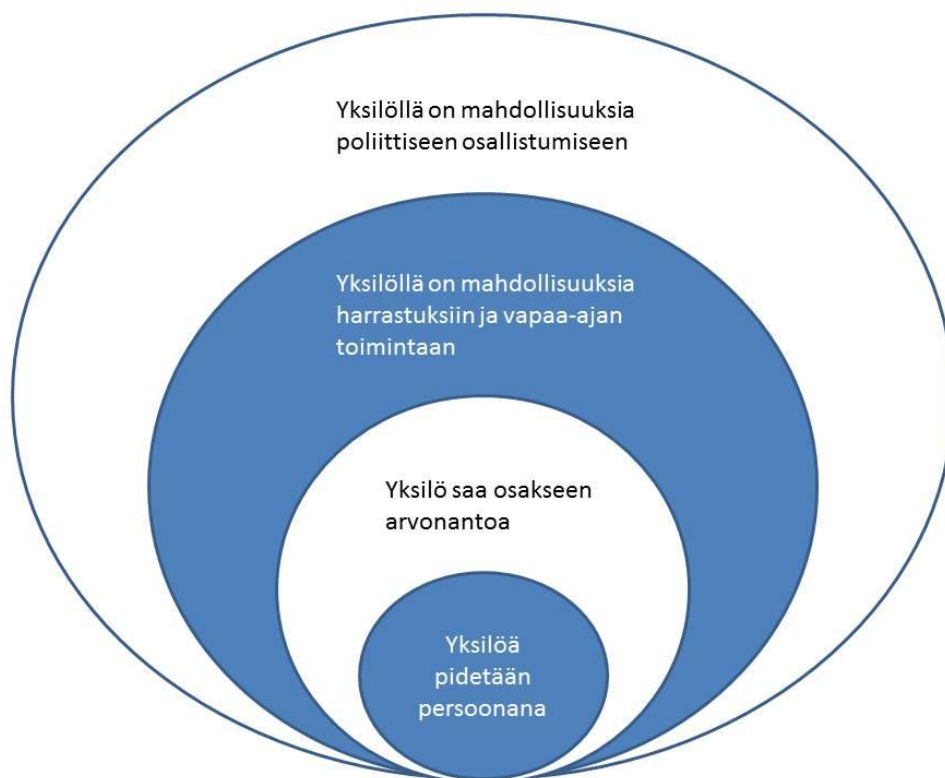 Yksilöllä on mahdollisuuksia
poliittiseen osallistumiseen
Yksilöllä on mahdollisuuksia
harrastuksiin ja vapaa-ajan
toimintaan
Yksilö saa osakseen
arvonantoa
Yksilöä
pidetään
persoonana